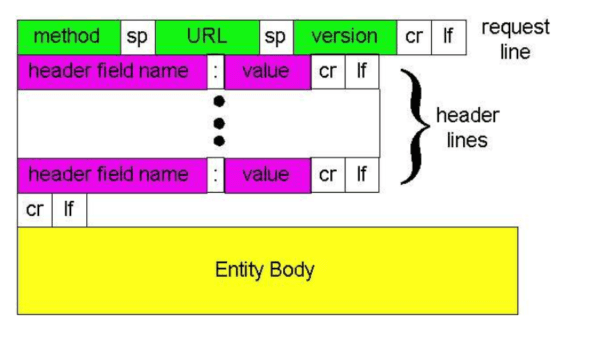 method sp URL sp version cr lf request line
header field name : value cr lf
header lines
header field name : value cr lf
cr lf
Entity Body